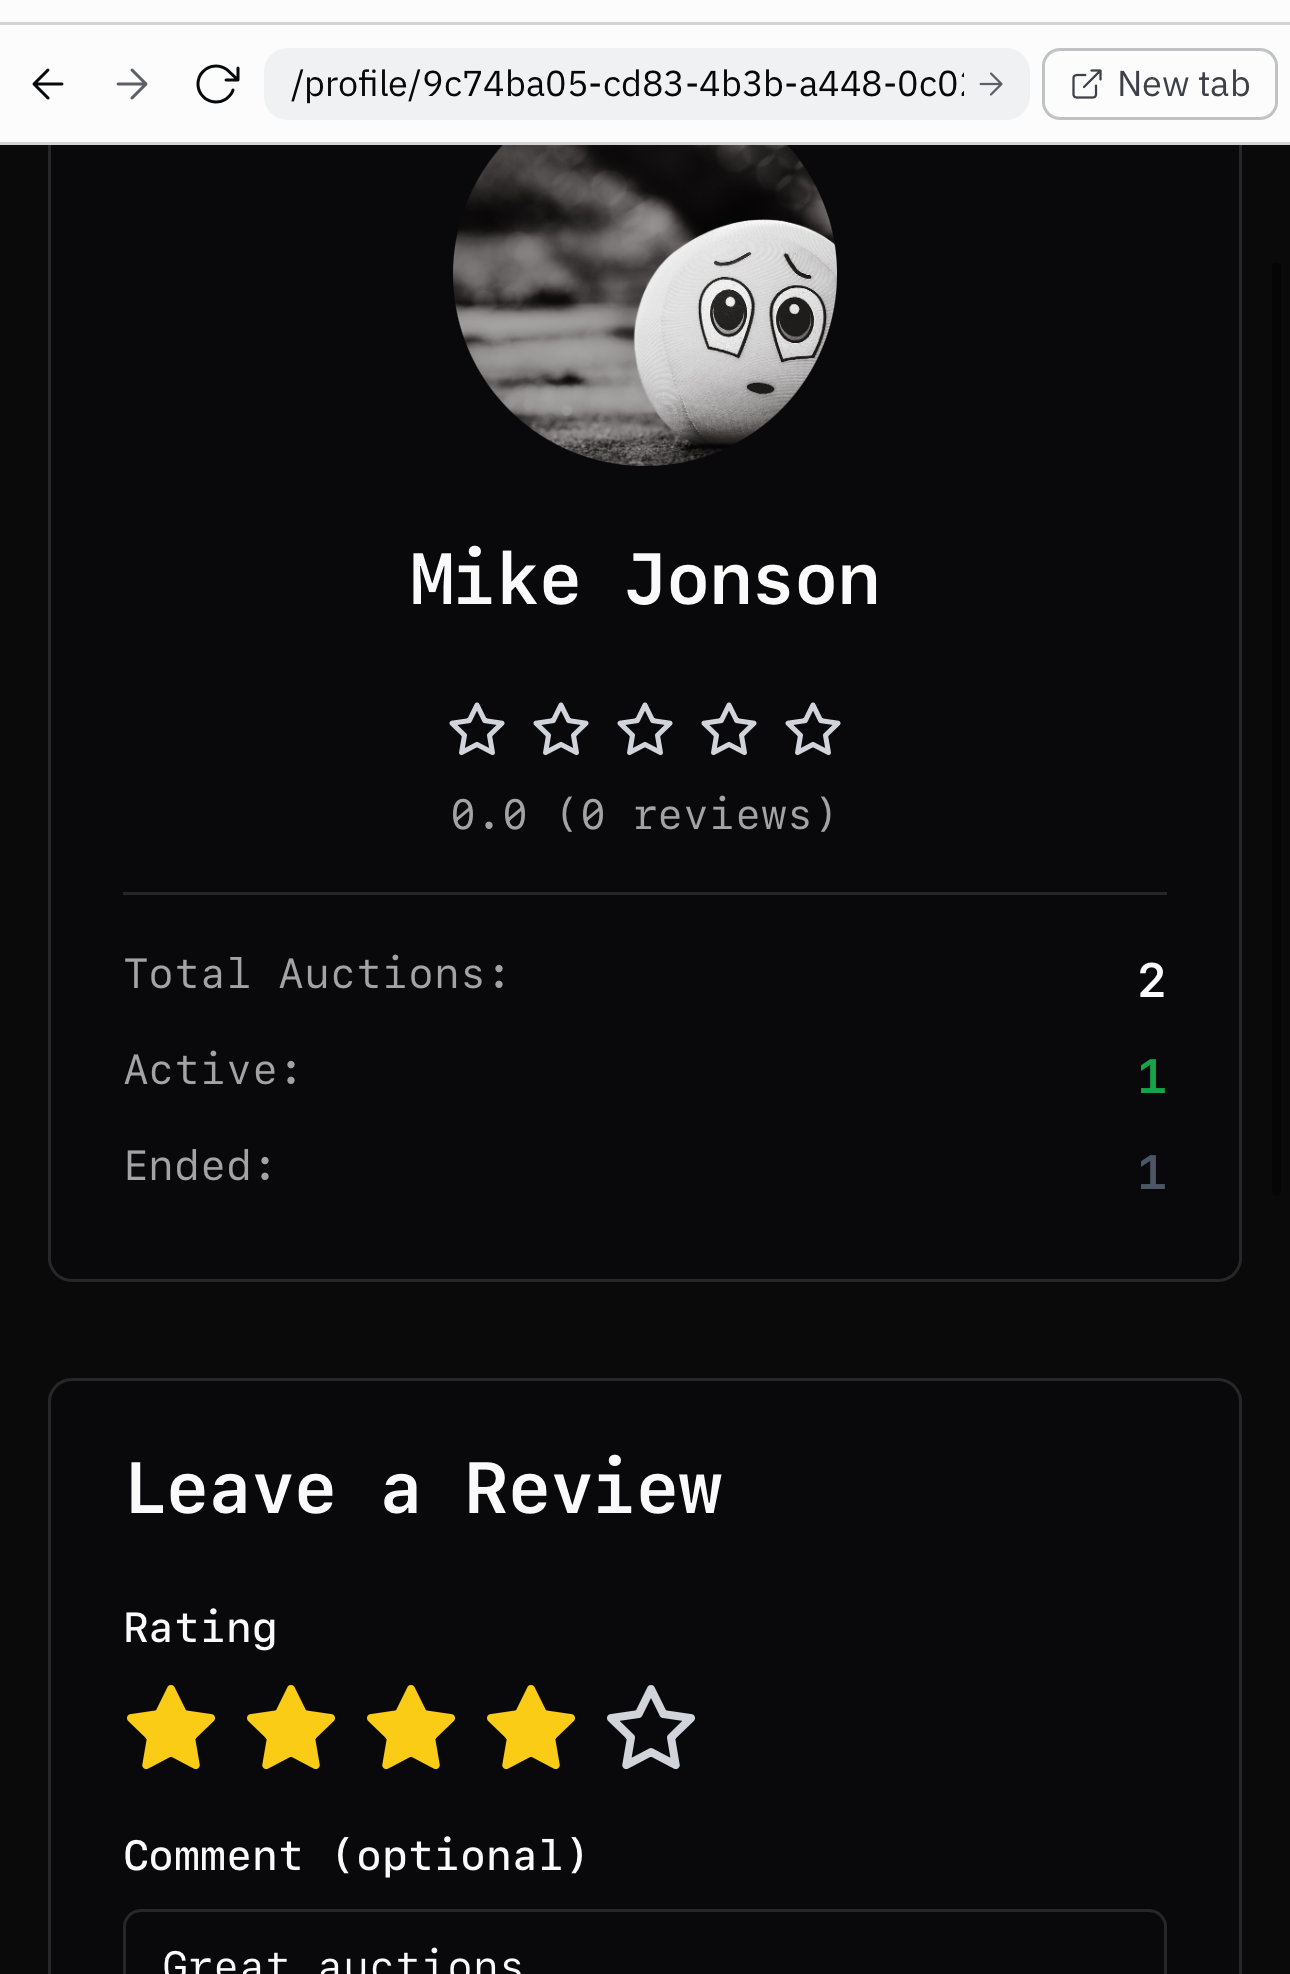 /profile/9c74ba05-cd83-4b3b-a448-0c0
New tab
Mike Jonson
0.0 (0 reviews)
Total Auctions: 2
Active: 1
Ended: 1
Leave a Review
Rating
Comment (optional)
Great auctions